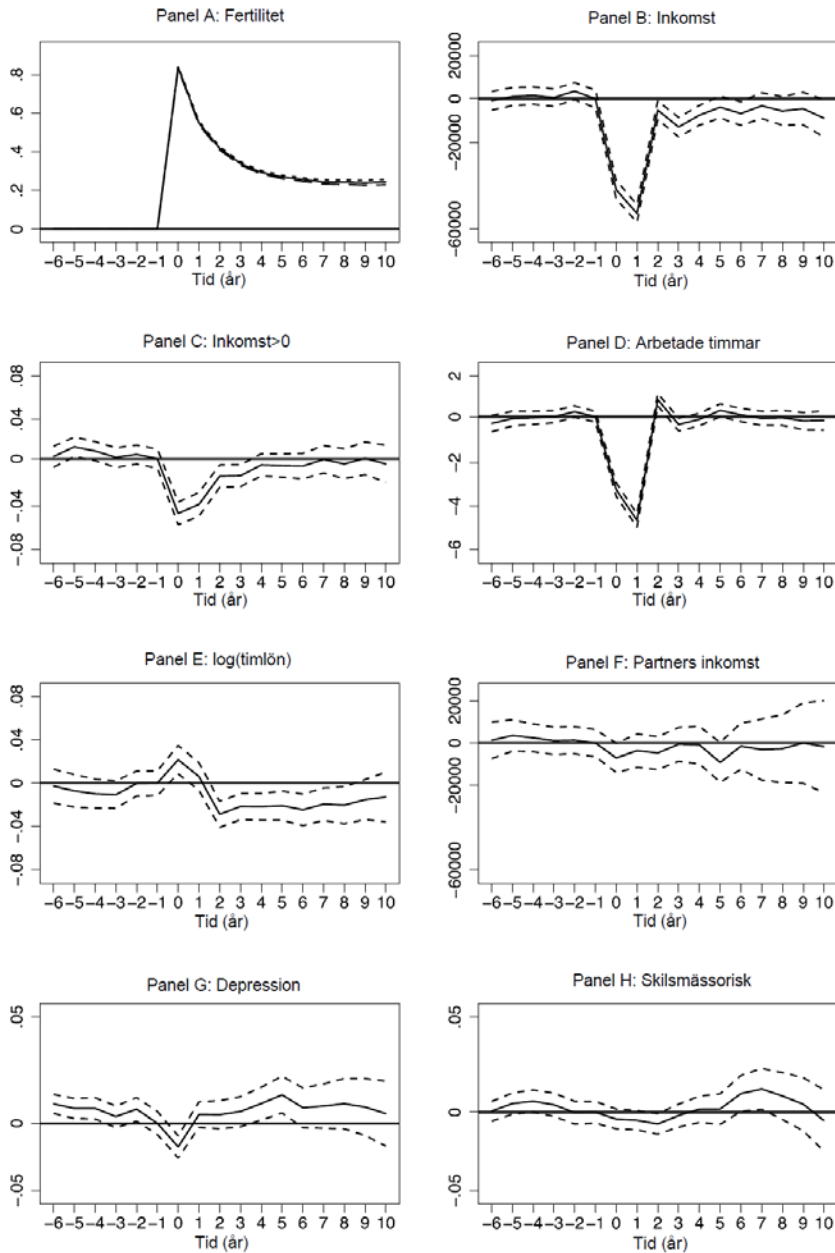 Panel A: Fertilitet
.8
.6
.4
.2
0
-6 -5 -4 -3 -2 -1 0 1 2 3 4 5 6 7 8 9 10
Tid (år)
Panel B: Inkomst
20000
0
-20000
-60000
-6 -5 -4 -3 -2 -1 0 1 2 3 4 5 6 7 8 9 10
Tid (år)
Panel C: Inkomst>0
.08
.04
0
-.04
-.08
-6 -5 -4 -3 -2 -1 0 1 2 3 4 5 6 7 8 9 10
Tid (år)
Panel D: Arbetade timmar
2
0
-2
-4
-6
-6 -5 -4 -3 -2 -1 0 1 2 3 4 5 6 7 8 9 10
Tid (år)
Panel E: log(timlön)
.08
.04
0
-.04
-.08
-6 -5 -4 -3 -2 -1 0 1 2 3 4 5 6 7 8 9 10
Tid (år)
Panel F: Partners inkomst
20000
0
-20000
-60000
-6 -5 -4 -3 -2 -1 0 1 2 3 4 5 6 7 8 9 10
Tid (år)
Panel G: Depression
.05
0
-.05
-6 -5 -4 -3 -2 -1 0 1 2 3 4 5 6 7 8 9 10
Tid (år)
Panel H: Skilsmässorisk
.05
0
-.05
-6 -5 -4 -3 -2 -1 0 1 2 3 4 5 6 7 8 9 10
Tid (år)